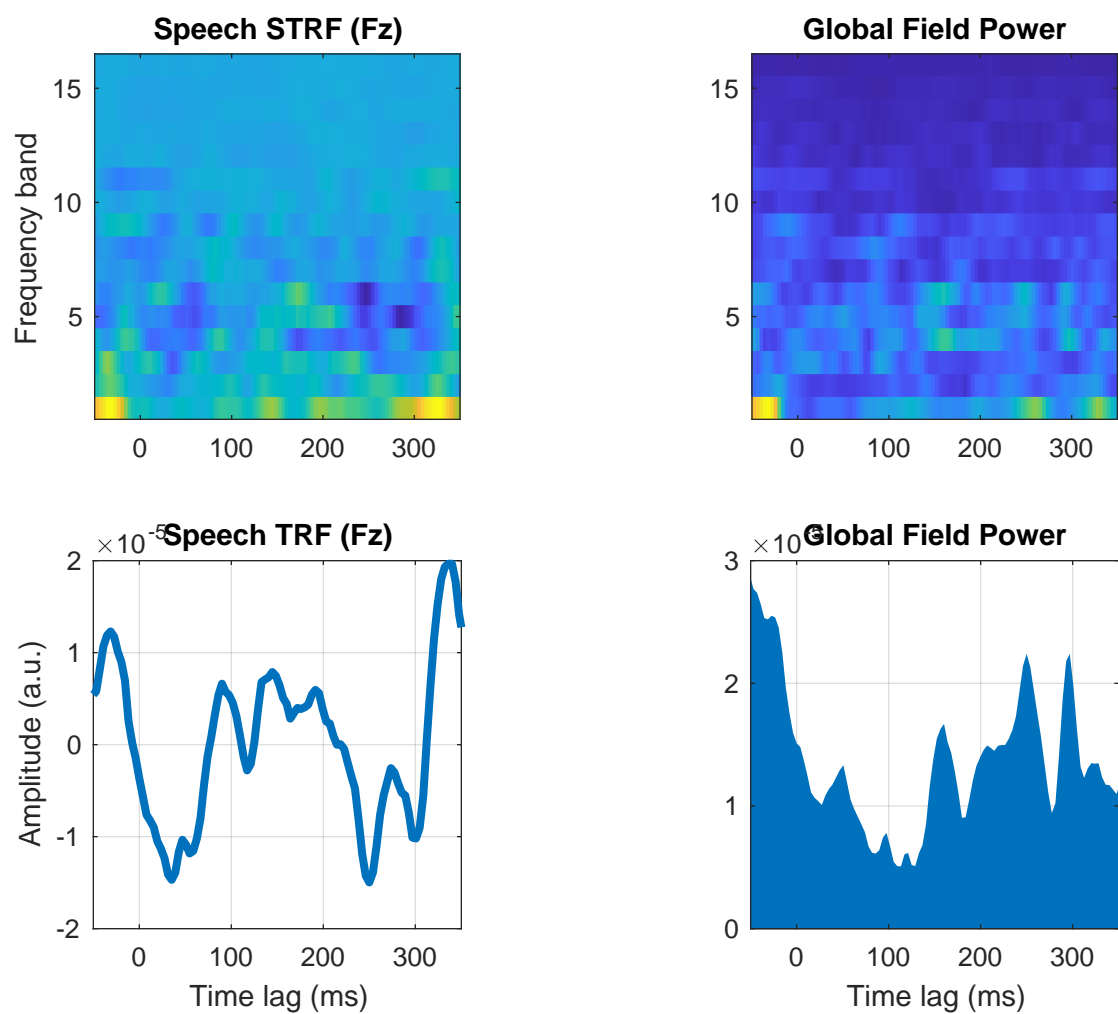 Speech STRF (Fz)
Frequency band
15
10
5
0 100 200 300
Global Field Power
0 100 200 300
Speech TRF (Fz)
×10⁻⁵
Amplitude (a.u.)
2
1
0
-1
-2
0 100 200 300
Time lag (ms)
Global Field Power
×10⁻⁵
3
2
1
0
0 100 200 300
Time lag (ms)